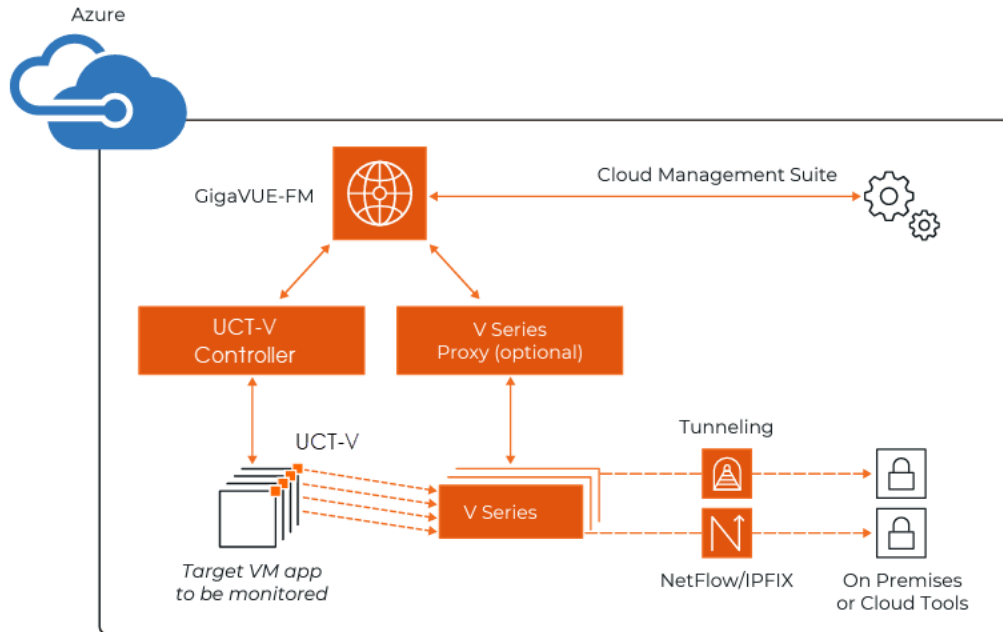 Azure
GigaVUE-FM
Cloud Management Suite
UCT-V
Controller
V Series
Proxy (optional)
UCT-V
Tunneling
V Series
Target VM app
to be monitored
NetFlow/IPFIX
On Premises
or Cloud Tools